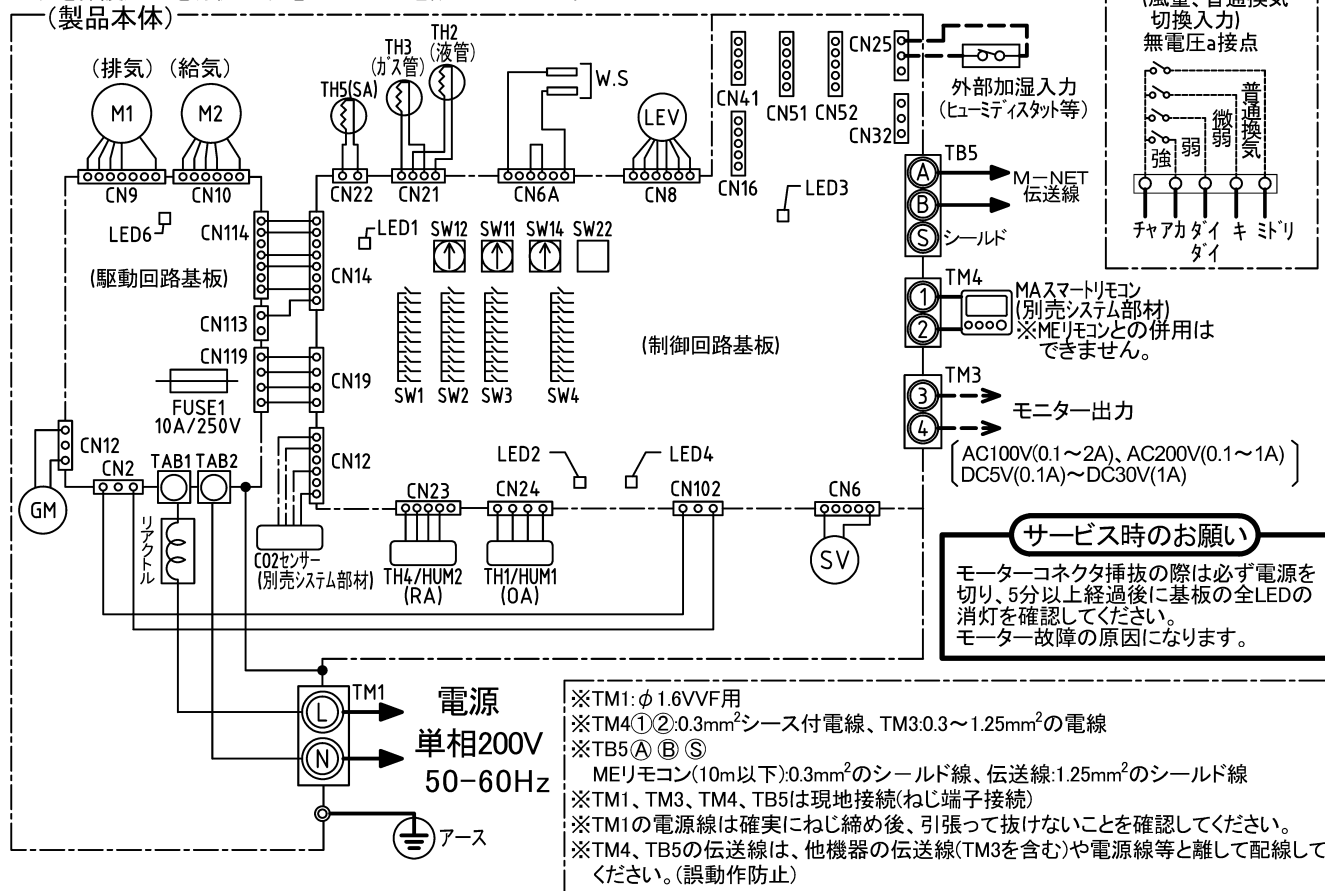 (製品本体)
(排気)
(給気)
M1
M2
CN9
CN10
LED6
(駆動回路基板)
CN114
CN14
CN113
CN119
CN19
FUSE1
10A/250V
CN12
CN2
TAB1
TAB2
GM
リアクトル
TH5(SA)
TH3
(ガス管)
TH2
(液管)
W.S
LEV
CN22
CN21
CN6A
CN8
LED1
SW12
SW11
SW14
SW22
SW1
SW2
SW3
SW4
(制御回路基板)
CN12
CO2センサー
(別売システム部材)
CN23
TH4/HUM2
(RA)
CN24
TH1/HUM1
(OA)
LED2
LED4
CN102
CN6
SV
CN41
CN51
CN52
CN16
LED3
CN25
CN32
外部加湿入力
(ヒューミディスタット等)
TB5
A
B
S
M-NET
伝送線
シールド
TM4
1
2
MAスマートリモコン
(別売システム部材)
※MEリモコンとの併用は
できません。
TM3
3
4
モニター出力
AC100V(0.1~2A)、AC200V(0.1~1A)
DC5V(0.1A)~DC30V(1A)
切換入力)
無電圧a接点
強
弱
微弱
普通換気
チャ
アカ
ダイ
ダイ
キ
ミドリ
サービス時のお願い
モーターコネクタ挿抜の際は必ず電源を
切り、5分以上経過後に基板の全LEDの
消灯を確認してください。
モーター故障の原因になります。
TM1
L
N
電源
単相200V
50-60Hz
アース
※TM1:φ1.6VVF用
※TM4①②:0.3mm²シース付電線、TM3:0.3~1.25mm²の電線
※TB5Ⓐ Ⓑ Ⓢ
MEリモコン(10m以下):0.3mm²のシールド線、伝送線:1.25mm²のシールド線
※TM1、TM3、TM4、TB5は現地接続(ねじ端子接続)
※TM1の電源線は確実にねじ締め後、引張って抜けないことを確認してください。
※TM4、TB5の伝送線は、他機器の伝送線(TM3を含む)や電源線等と離して配線して
ください。(誤動作防止)